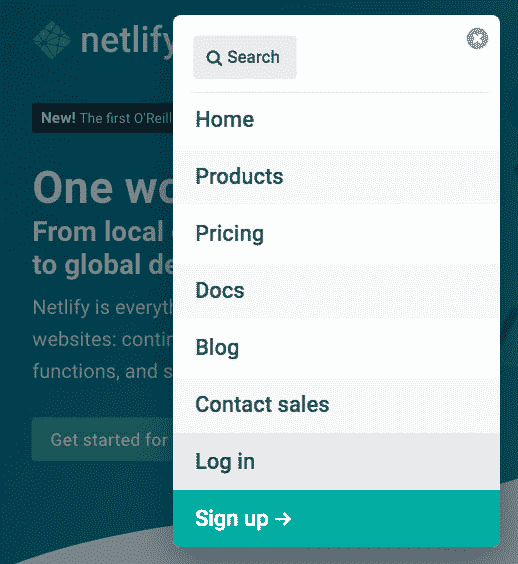 netlify
Search
New! The first O'Reill
Home
Products
One wo
Pricing
From local
to global de
Docs
Netlify is everyth
websites: contin
Blog
functions, and s
Contact sales
Get started for
Log in
Sign up →